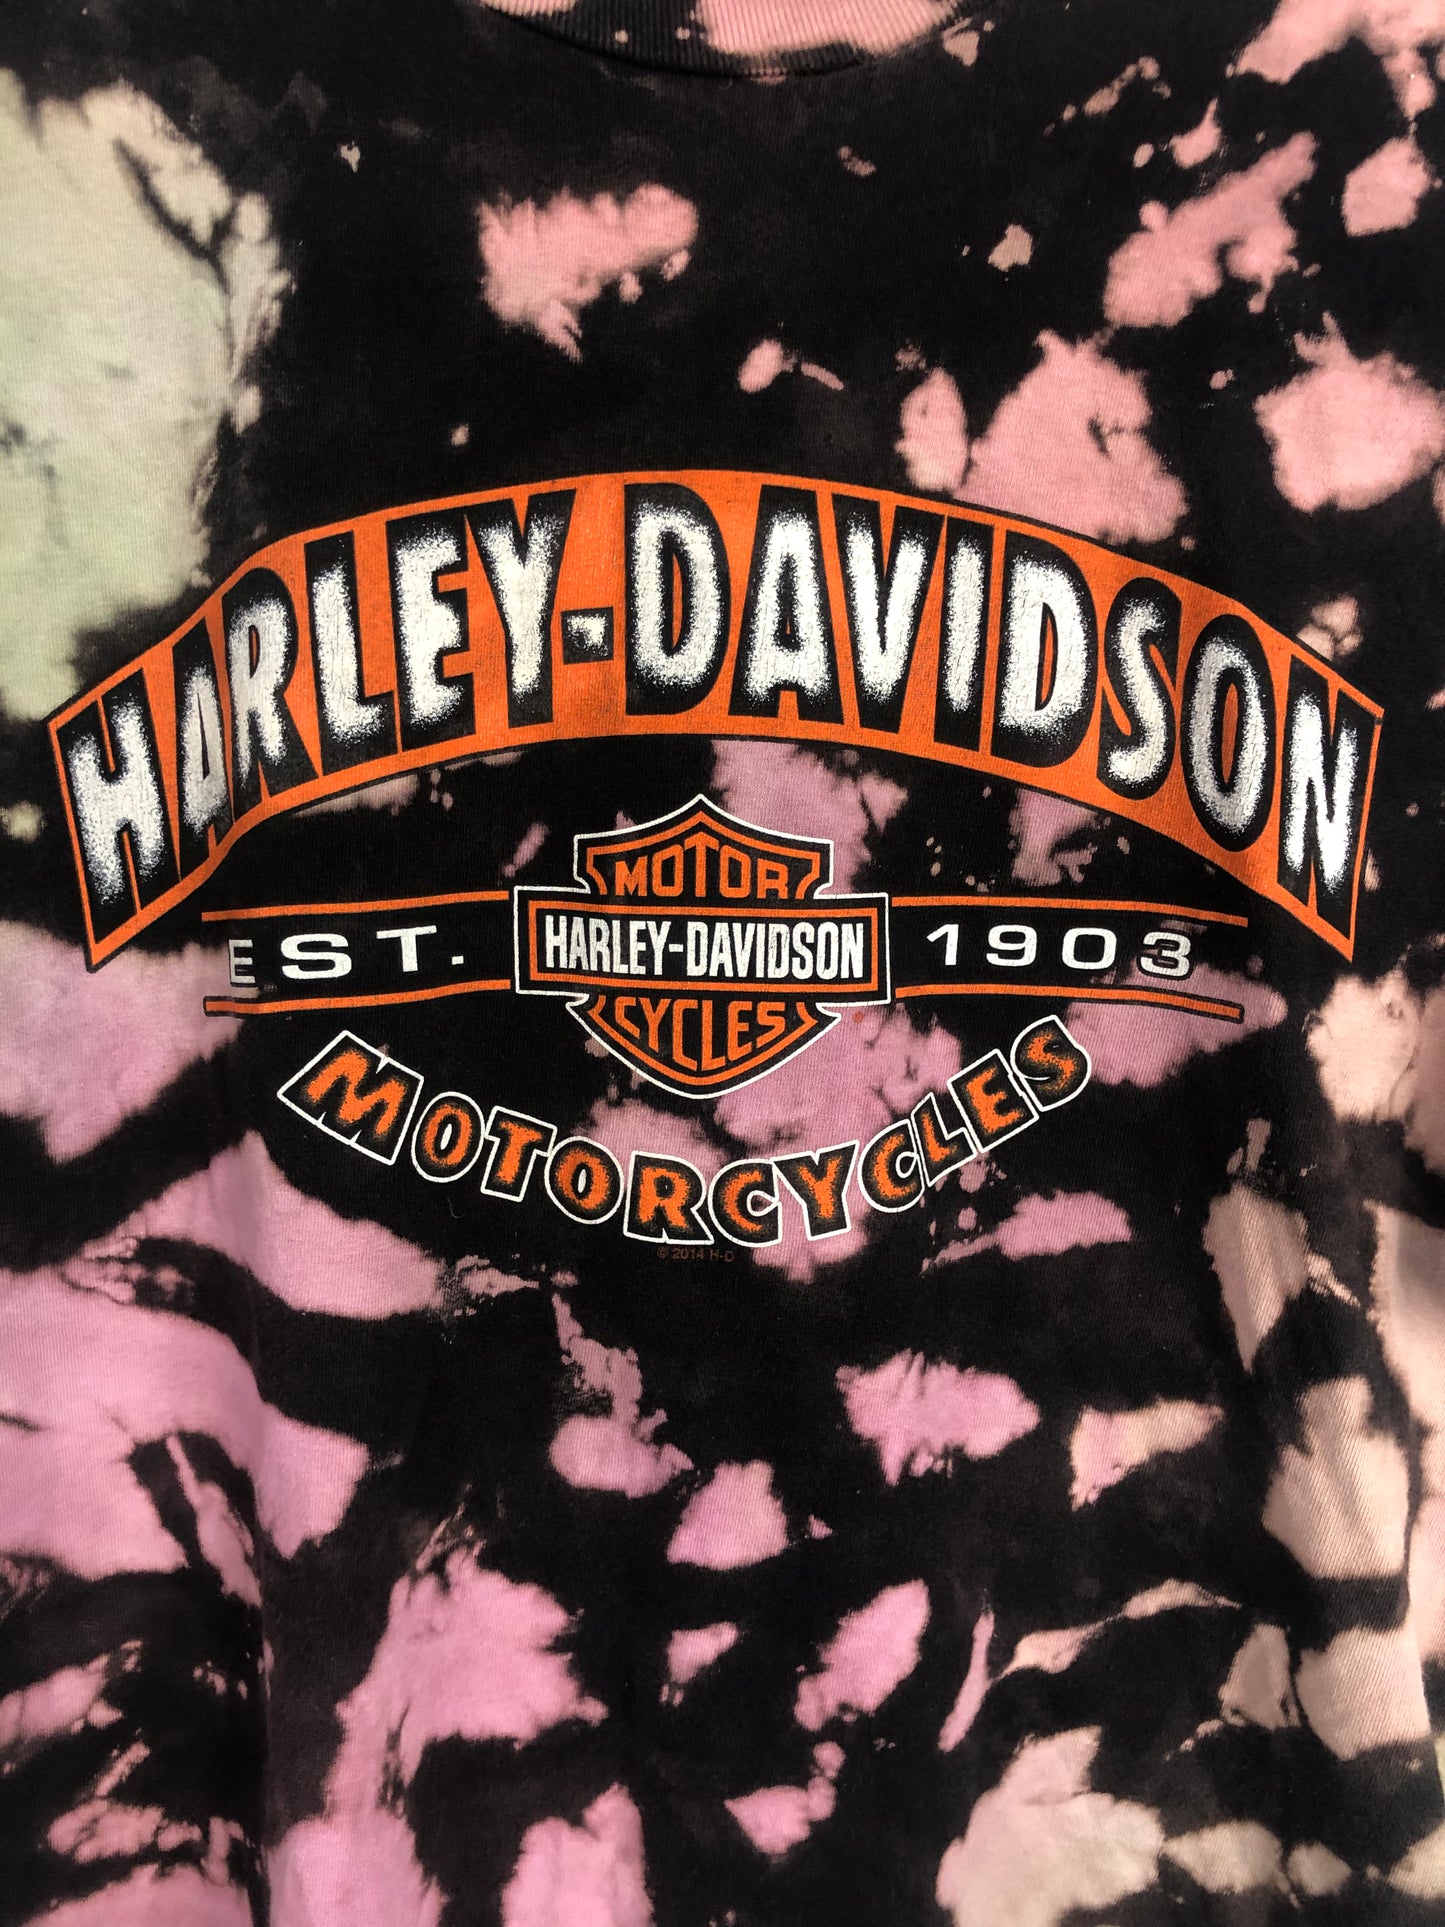 HARLEY-DAVIDSON
MOTOR
EST. HARLEY-DAVIDSON 1903
CYCLES
MOTORCYCLES
© 2014 H-D